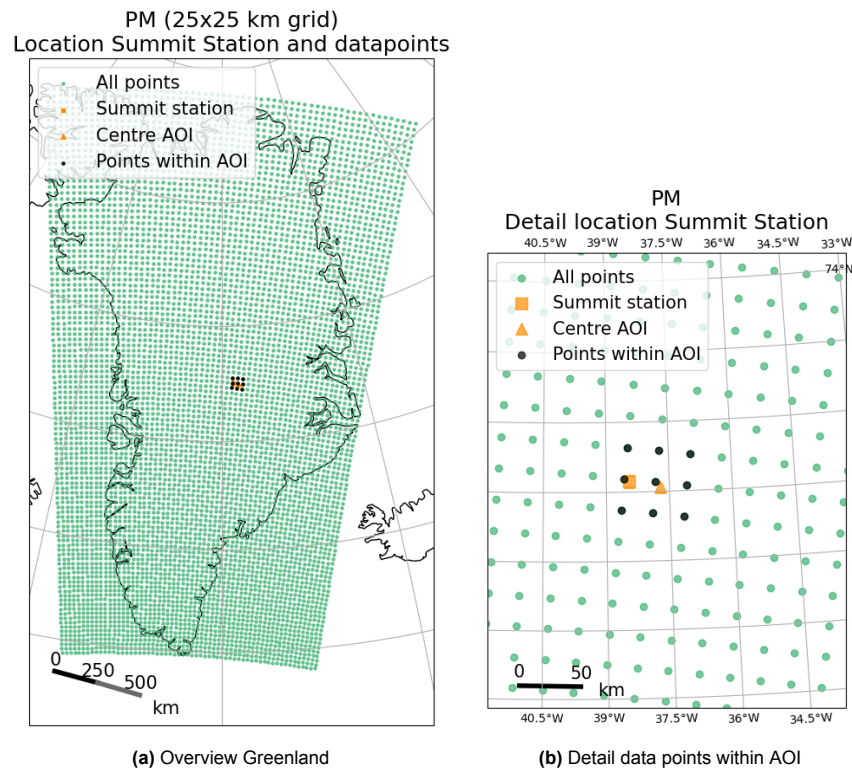 PM (25x25 km grid)
Location Summit Station and datapoints
All points
Summit station
Centre AOI
Points within AOI
0 250 500
km
(a) Overview Greenland
PM
Detail location Summit Station
40.5°W 39°W 37.5°W 36°W 34.5°W 33°W
74°N
All points
Summit station
Centre AOI
Points within AOI
0 50
km
40.5°W 39°W 37.5°W 36°W 34.5°W
(b) Detail data points within AOI